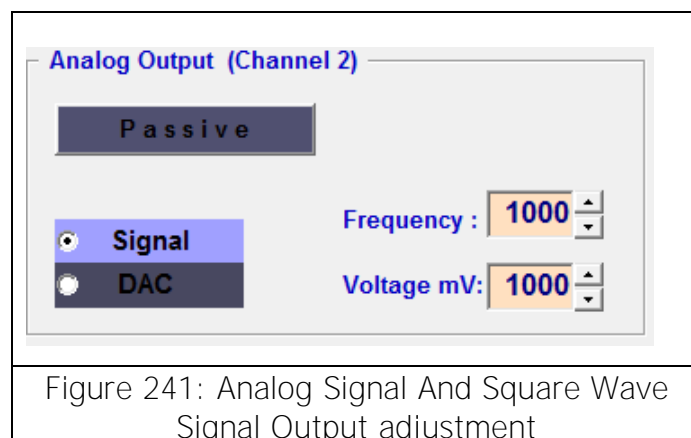 Analog Output (Channel 2)
Passive
Signal
DAC
Frequency : 1000
Voltage mV: 1000
Figure 241: Analog Signal And Square Wave
Signal Output adjustment